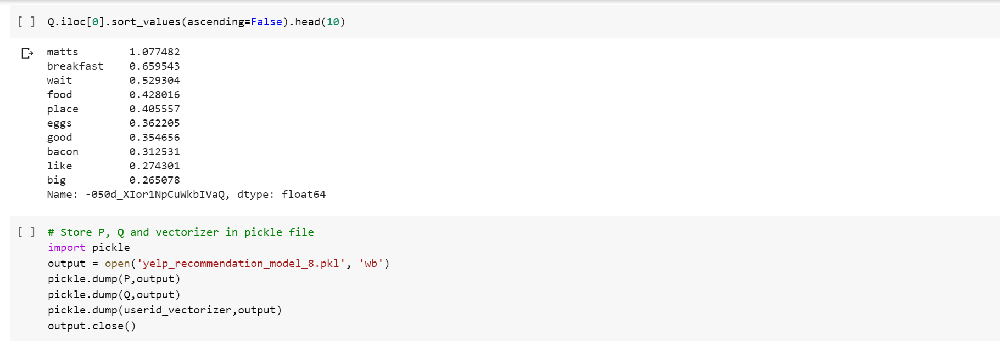 [ ] Q.iloc[0].sort_values(ascending=False).head(10)
matts 1.077482
breakfast 0.659543
wait 0.529304
food 0.428016
place 0.405557
eggs 0.362205
good 0.354656
bacon 0.312531
like 0.274301
big 0.265078
Name: -050d_XIor1NpCuWkbIVaQ, dtype: float64
[ ] # Store P, Q and vectorizer in pickle file
import pickle
output = open('yelp_recommendation_model_8.pkl', 'wb')
pickle.dump(P,output)
pickle.dump(Q,output)
pickle.dump(userid_vectorizer,output)
output.close()